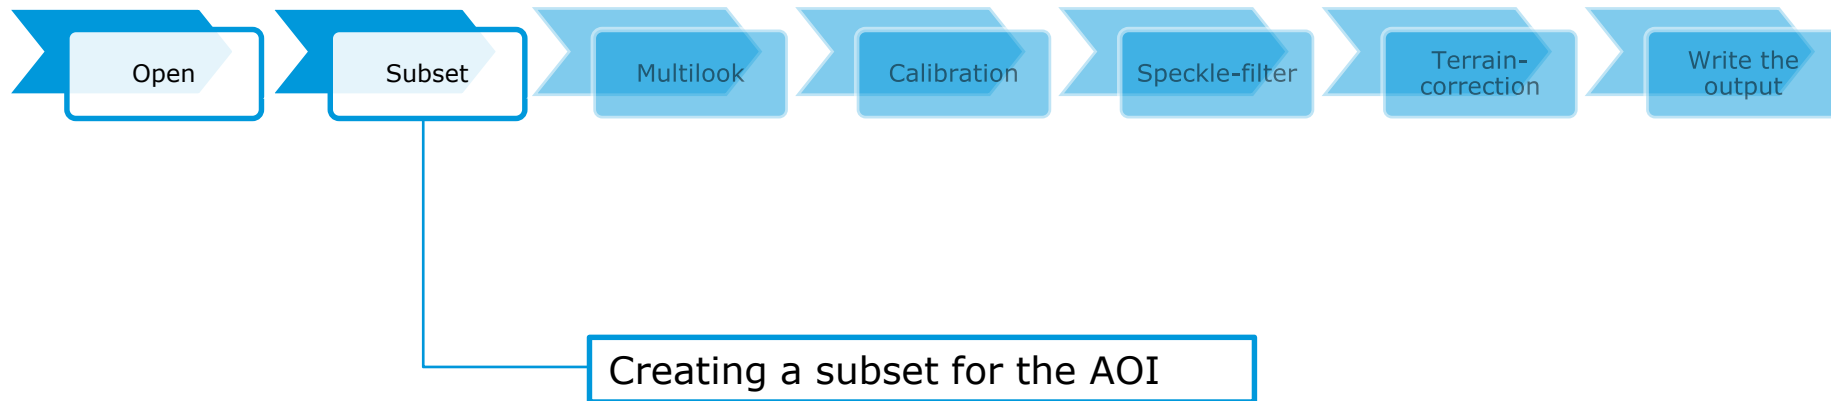 Open
Subset
Multilook
Calibration
Speckle-filter
Terrain-
correction
Write the
output
Creating a subset for the AOI